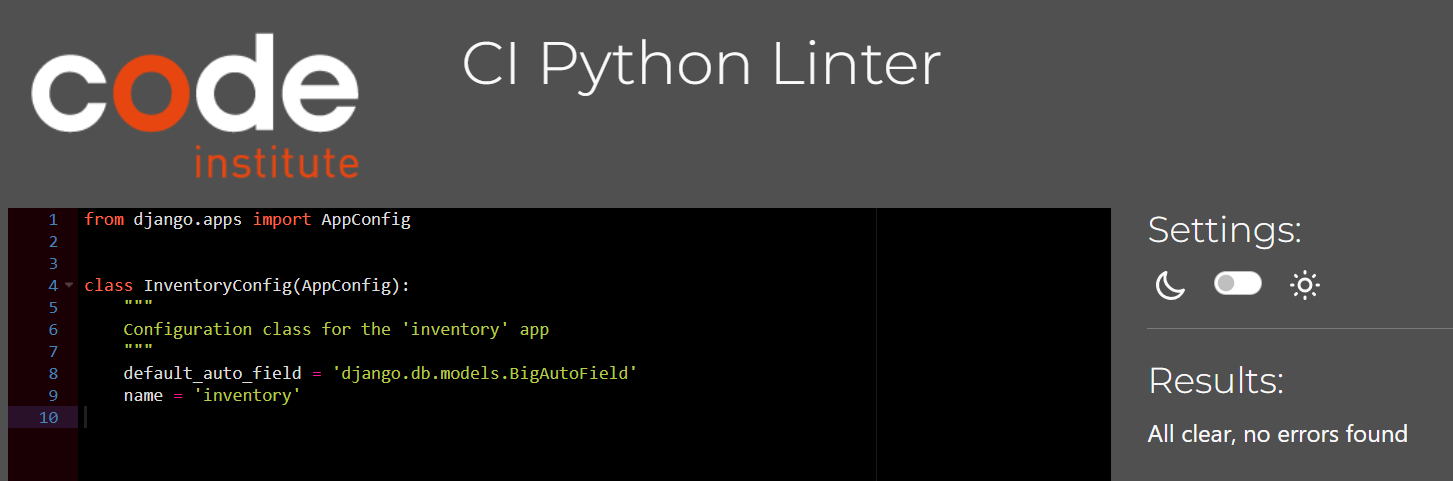 code
institute
CI Python Linter
1 from django.apps import AppConfig
2
3
4 class InventoryConfig(AppConfig):
5     """
6     Configuration class for the 'inventory' app
7     """
8     default_auto_field = 'django.db.models.BigAutoField'
9     name = 'inventory'
10
Settings:
Results:
All clear, no errors found